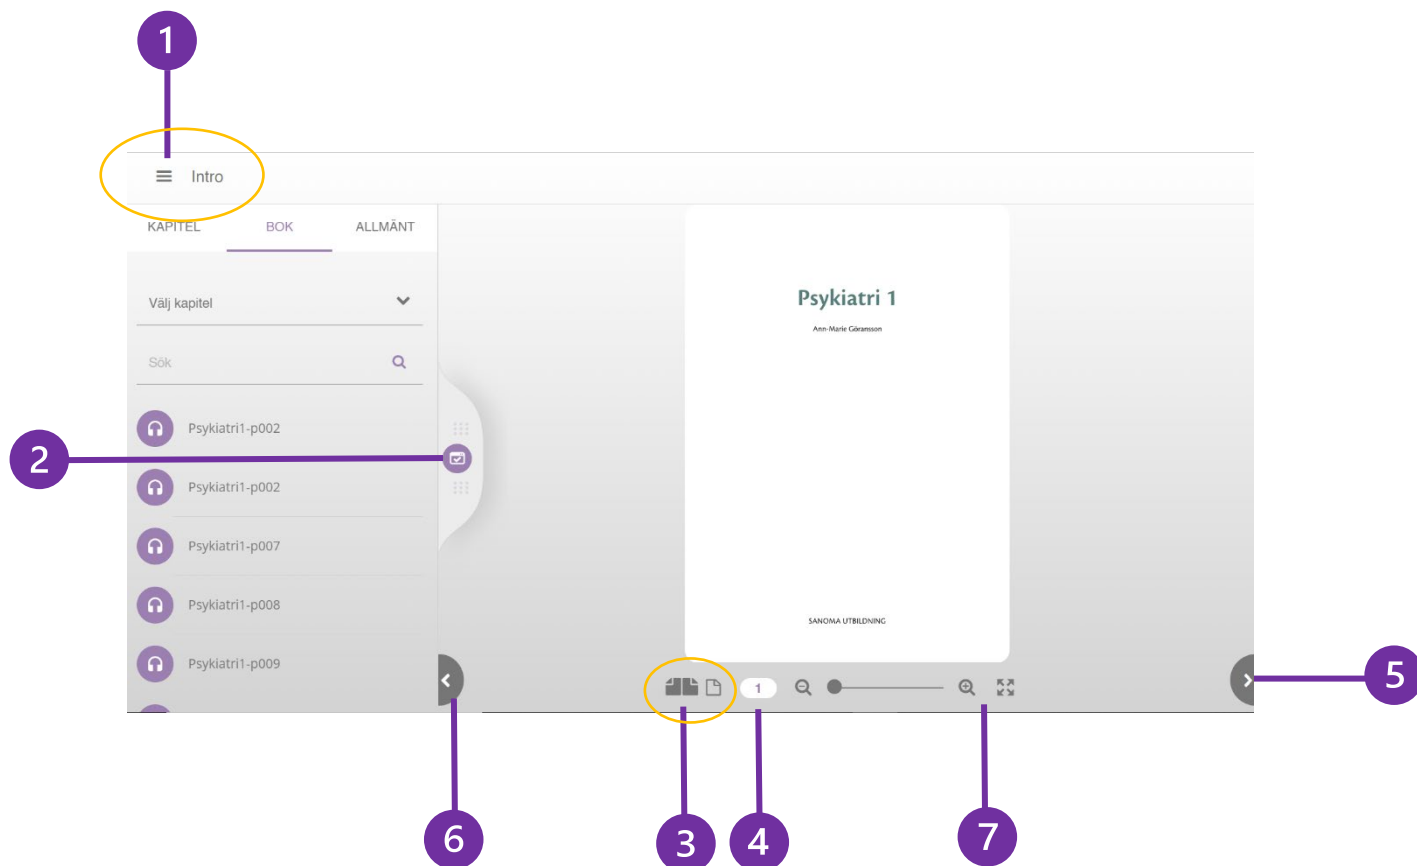 1
Intro
KAPITEL BOK ALLMÄNT
Välj kapitel
Sök
Psykiatri1-p002
2
Psykiatri1-p002
Psykiatri1-p007
Psykiatri1-p008
Psykiatri1-p009
Psykiatri 1
Ann-Marie Göransson
SANOMA UTBILDNING
1
5
6
3
4
7